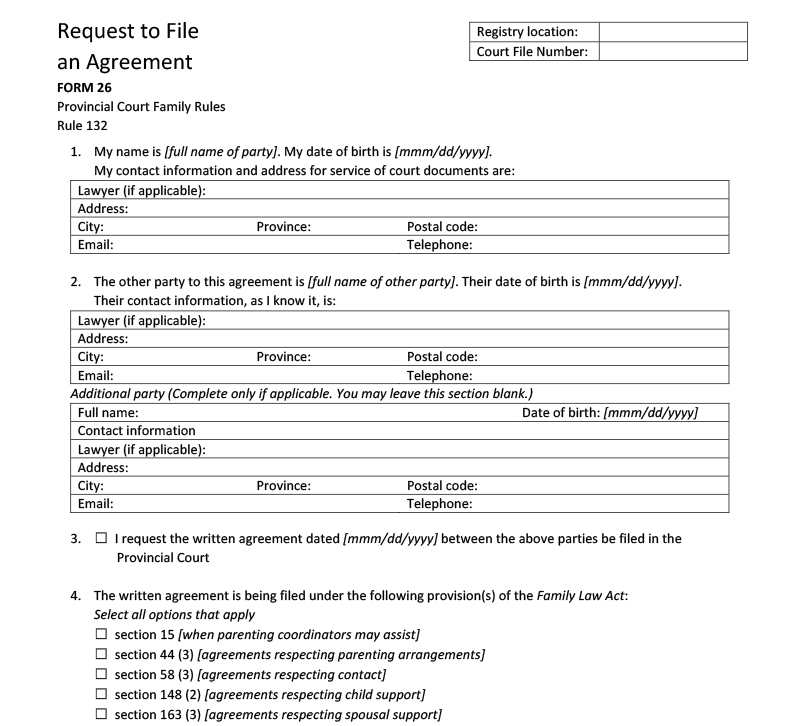 Request to File
an Agreement
Registry location:
Court File Number:
FORM 26
Provincial Court Family Rules
Rule 132
1. My name is [full name of party]. My date of birth is [mmm/dd/yyyy].
My contact information and address for service of court documents are:
Lawyer (if applicable):
Address:
City: Province: Postal code:
Email: Telephone:
2. The other party to this agreement is [full name of other party]. Their date of birth is [mmm/dd/yyyy].
Their contact information, as I know it, is:
Lawyer (if applicable):
Address:
City: Province: Postal code:
Email: Telephone:
Additional party (Complete only if applicable. You may leave this section blank.)
Full name: Date of birth: [mmm/dd/yyyy]
Contact information
Lawyer (if applicable):
Address:
City: Province: Postal code:
Email: Telephone:
3. ☐ I request the written agreement dated [mmm/dd/yyyy] between the above parties be filed in the
Provincial Court
4. The written agreement is being filed under the following provision(s) of the Family Law Act:
Select all options that apply
☐ section 15 [when parenting coordinators may assist]
☐ section 44 (3) [agreements respecting parenting arrangements]
☐ section 58 (3) [agreements respecting contact]
☐ section 148 (2) [agreements respecting child support]
☐ section 163 (3) [agreements respecting spousal support]